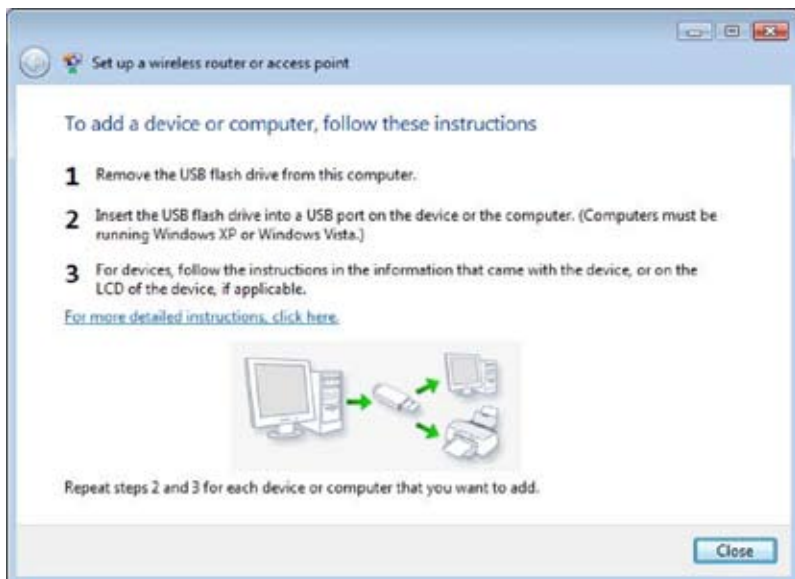 Set up a wireless router or access point
To add a device or computer, follow these instructions
1 Remove the USB flash drive from this computer.
2 Insert the USB flash drive into a USB port on the device or the computer. (Computers must be
running Windows XP or Windows Vista.)
3 For devices, follow the instructions in the information that came with the device, or on the
LCD of the device, if applicable.
For more detailed instructions, click here.
Repeat steps 2 and 3 for each device or computer that you want to add.
Close